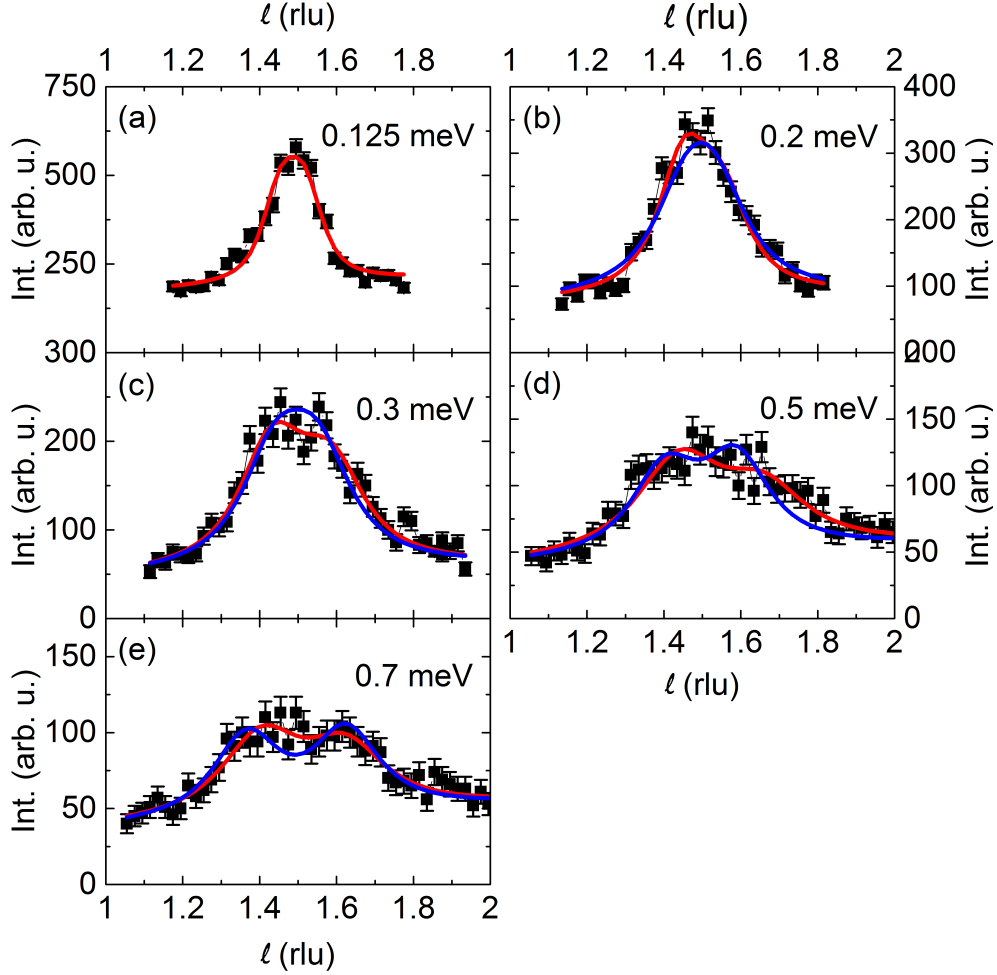 ℓ (rlu) ℓ (rlu)
1 1.2 1.4 1.6 1.8 1 1.2 1.4 1.6 1.8 2
750 (a) 0.125 meV (b) 0.2 meV 400
500 300
Int. (arb. u.) 200 Int. (arb. u.)
250 100
300 (c) 0.3 meV (d) 0.5 meV 200
200 150
Int. (arb. u.) 100 Int. (arb. u.)
100 50
0 0
1 1.2 1.4 1.6 1.8 2
ℓ (rlu)
150 (e) 0.7 meV
100
Int. (arb. u.)
50
0
1 1.2 1.4 1.6 1.8 2
ℓ (rlu)